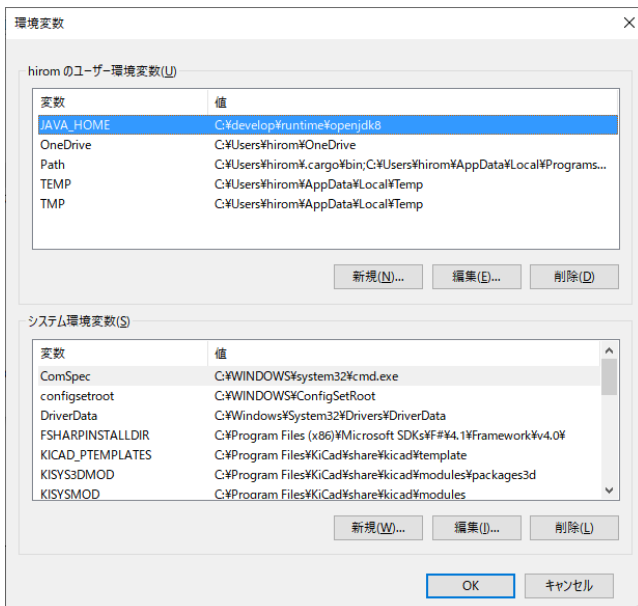 環境変数
hirom のユーザー環境変数(U)
変数 値
JAVA_HOME C:¥develop¥runtime¥openjdk8
OneDrive C:¥Users¥hirom¥OneDrive
Path C:¥Users¥hirom¥.cargo¥bin;C:¥Users¥hirom¥AppData¥Local¥Programs...
TEMP C:¥Users¥hirom¥AppData¥Local¥Temp
TMP C:¥Users¥hirom¥AppData¥Local¥Temp
新規(N)... 編集(E)... 削除(D)
システム環境変数(S)
変数 値
ComSpec C:¥WINDOWS¥system32¥cmd.exe
configsetroot C:¥WINDOWS¥ConfigSetRoot
DriverData C:¥Windows¥System32¥Drivers¥DriverData
FSHARPINSTALLDIR C:¥Program Files (x86)¥Microsoft SDKs¥F#¥4.1¥Framework¥v4.0¥
KICAD_PTEMPLATES C:¥Program Files¥KiCad¥share¥kicad¥template
KISYS3DMOD C:¥Program Files¥KiCad¥share¥kicad¥modules¥packages3d
KISYSMOD C:¥Program Files¥KiCad¥share¥kicad¥modules
新規(W)... 編集(I)... 削除(L)
OK キャンセル